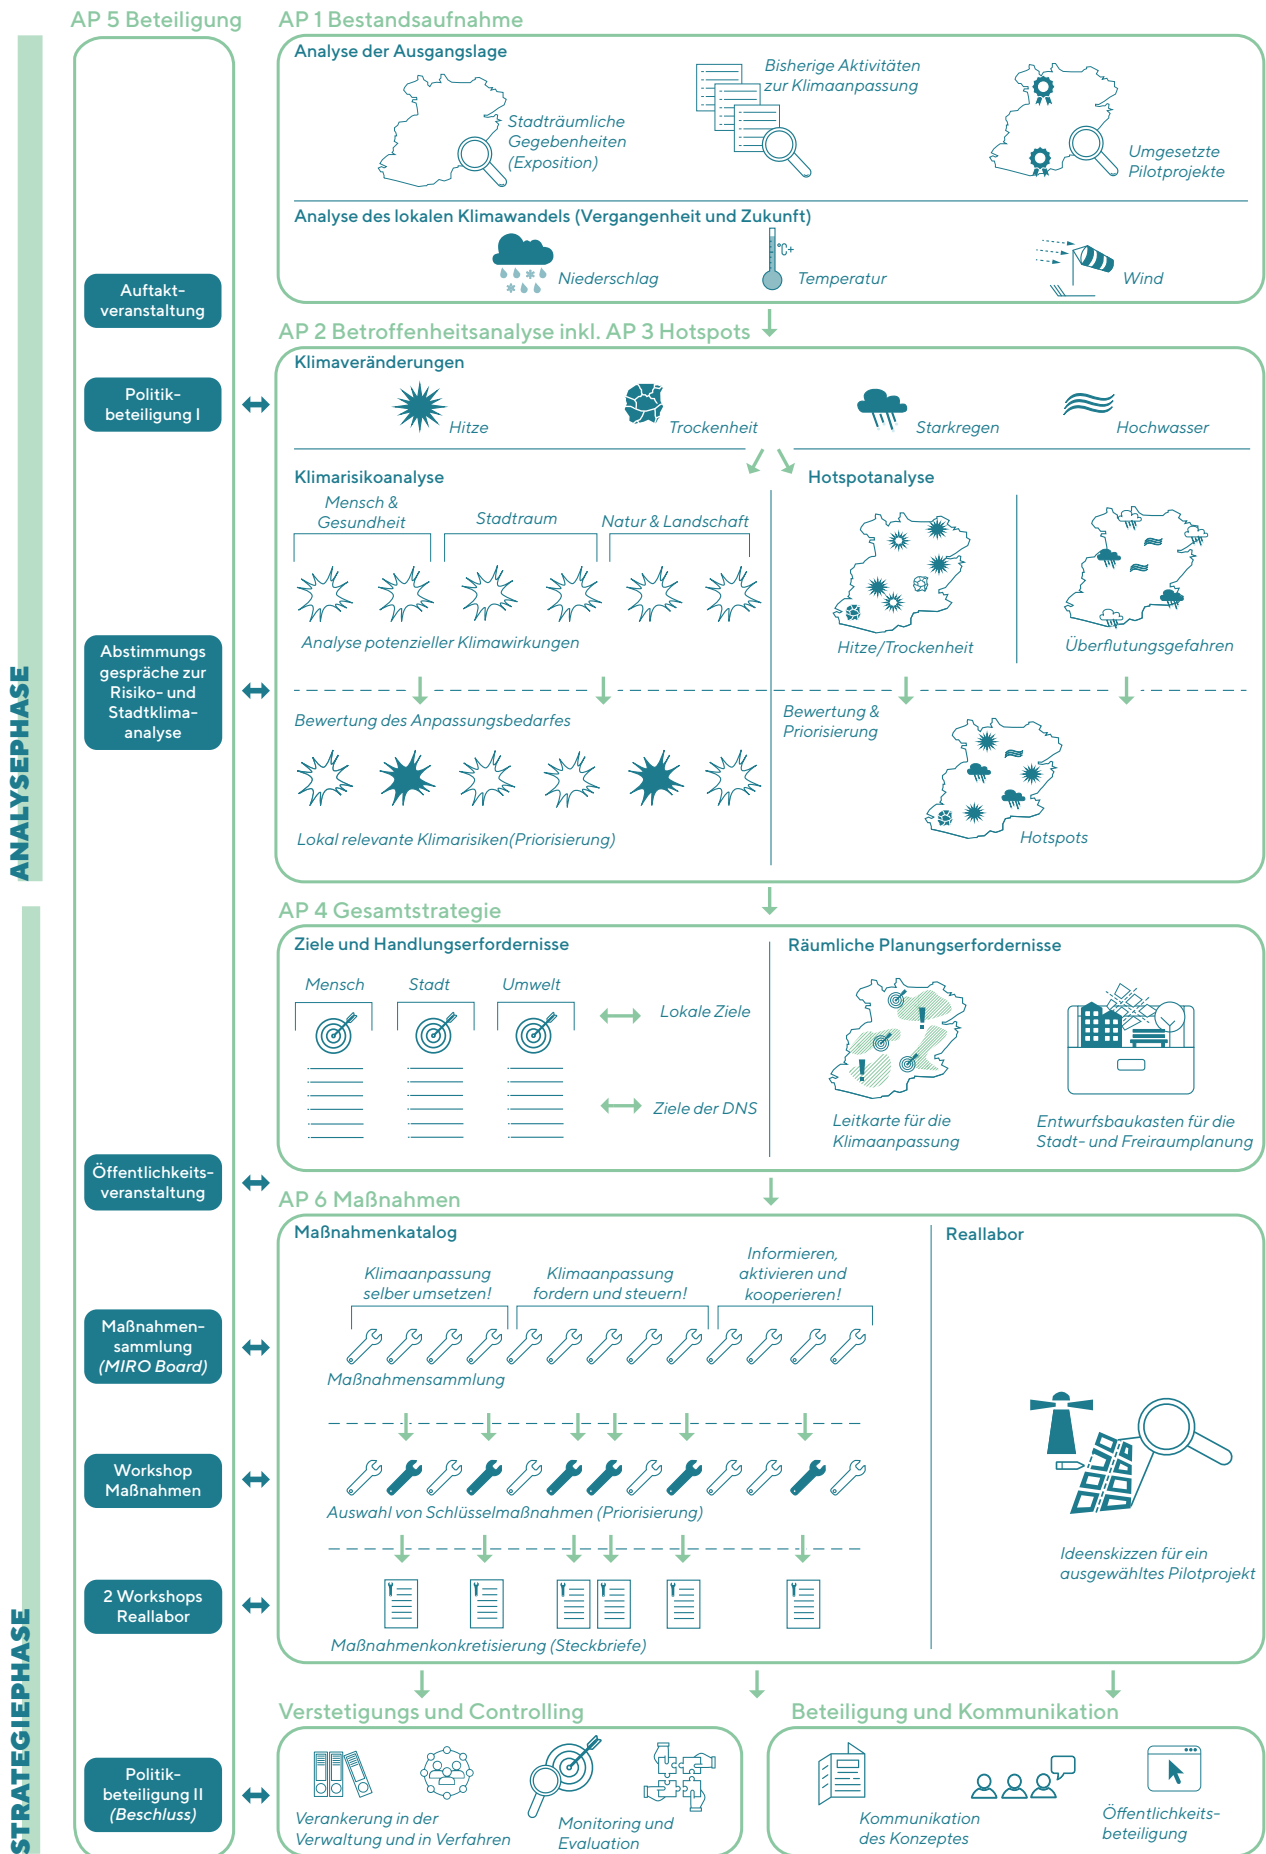 AP 5 Beteiligung
AP 1 Bestandsaufnahme
Analyse der Ausgangslage
Stadträumliche
Gegebenheiten
(Exposition)
Bisherige Aktivitäten
zur Klimaanpassung
Umgesetzte
Pilotprojekte
Analyse des lokalen Klimawandels (Vergangenheit und Zukunft)
Niederschlag
°C+
Temperatur
Wind
Auftakt-
veranstaltung
AP 2 Betroffenheitsanalyse inkl. AP 3 Hotspots
Klimaveränderungen
Hitze
Trockenheit
Starkregen
Hochwasser
Politik-
beteiligung I
Klimarisikoanalyse
Mensch &
Gesundheit
Stadtraum
Natur & Landschaft
Analyse potenzieller Klimawirkungen
Hotspotanalyse
Hitze/Trockenheit
Überflutungsgefahren
Abstimmungs
gespräche zur
Risiko- und
Stadtklima-
analyse
Bewertung des Anpassungsbedarfes
Lokal relevante Klimarisiken(Priorisierung)
Bewertung &
Priorisierung
Hotspots
ANALYSEPHASE
AP 4 Gesamtstrategie
Ziele und Handlungserfordernisse
Mensch
Stadt
Umwelt
Lokale Ziele
Ziele der DNS
Räumliche Planungserfordernisse
!
!
Leitkarte für die
Klimaanpassung
Entwurfsbaukasten für die
Stadt- und Freiraumplanung
Öffentlichkeits-
veranstaltung
AP 6 Maßnahmen
Maßnahmenkatalog
Klimaanpassung
selber umsetzen!
Klimaanpassung
fordern und steuern!
Informieren,
aktivieren und
kooperieren!
Maßnahmensammlung
Maßnahmen-
sammlung
(MIRO Board)
Workshop
Maßnahmen
Auswahl von Schlüsselmaßnahmen (Priorisierung)
2 Workshops
Reallabor
Maßnahmenkonkretisierung (Steckbriefe)
Reallabor
Ideenskizzen für ein
ausgewähltes Pilotprojekt
STRATEGIEPHASE
Verstetigungs und Controlling
Verankerung in der
Verwaltung und in Verfahren
Monitoring und
Evaluation
Politik-
beteiligung II
(Beschluss)
Beteiligung und Kommunikation
Kommunikation
des Konzeptes
Öffentlichkeits-
beteiligung